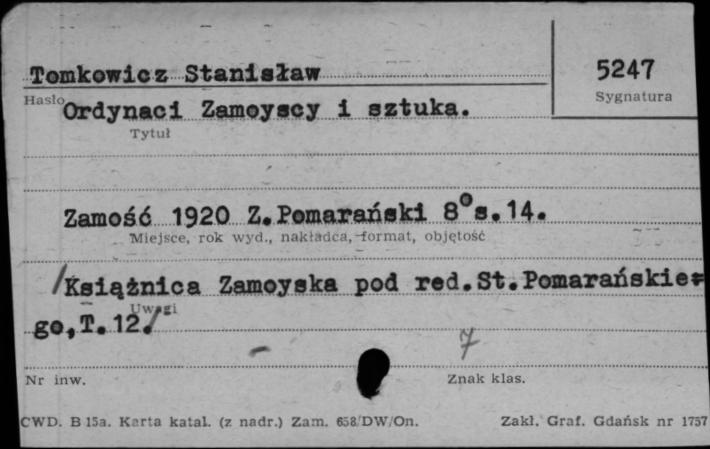 Tomkowicz Stanisław
5247
Hasło
Sygnatura
Ordynaci Zamoyscy i sztuka.
Tytuł
Zamość 1920 Z.Pomarański 8° s.14.
Miejsce, rok wyd., nakładca, format, objętość
/Książnica Zamoyska pod red.St.Pomarańskie=
Uwagi
go,T.12./
7
Nr inw.
Znak klas.
CWD. B 15a. Karta katal. (z nadr.) Zam. 658/DW/On.
Zakł. Graf. Gdańsk nr 1757